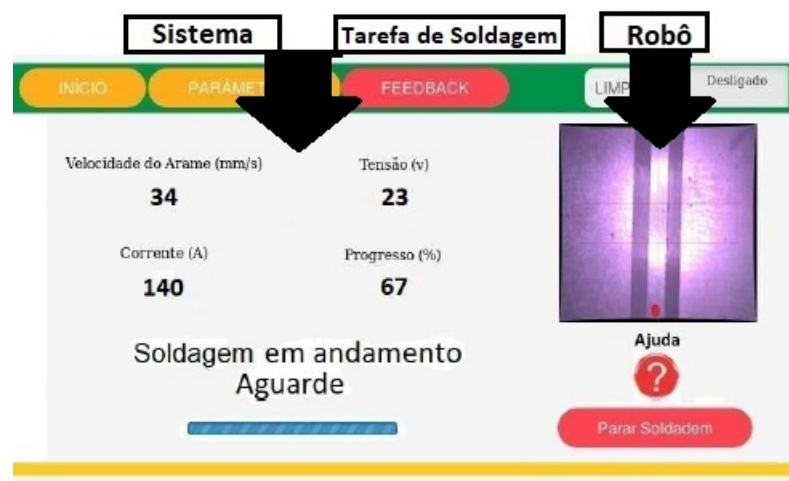 Sistema
Tarefa de Soldagem
Robô
INÍCIO
FEEDBACK
Desligado
Velocidade do Arame (mm/s)
34
Tensão (v)
23
Corrente (A)
140
Progresso (%)
67
Soldagem em andamento
Aguarde
Ajuda
?
Parar Soldadem